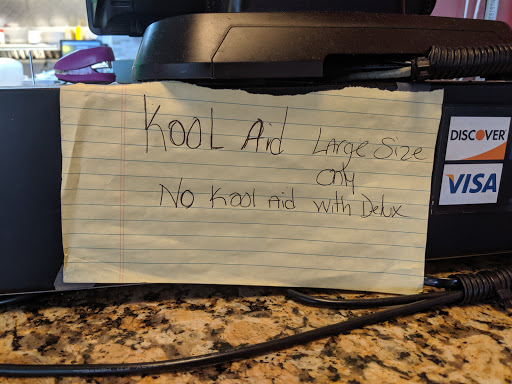 Kool Aid Large Size
only
No Kool Aid with Delux
DISCOVER
VISA